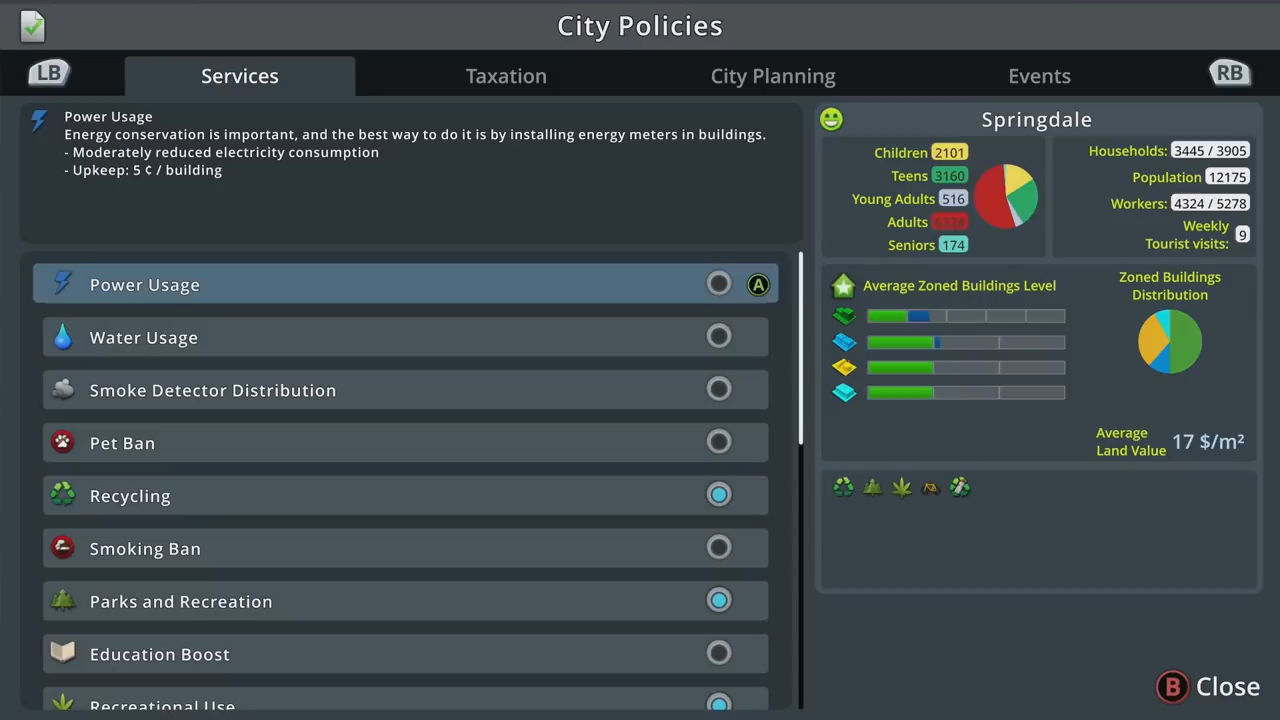 City Policies
LB
Services
Taxation
City Planning
Events
RB
Power Usage
Energy conservation is important, and the best way to do it is by installing energy meters in buildings.
- Moderately reduced electricity consumption
- Upkeep: 5 ¢ / building
Power Usage
A
Water Usage
Smoke Detector Distribution
Pet Ban
Recycling
Smoking Ban
Parks and Recreation
Education Boost
Recreational Use
Springdale
Children 2101
Teens 3160
Young Adults 516
Adults
Seniors 174
Households: 3445 / 3905
Population 12175
Workers: 4324 / 5278
Weekly
Tourist visits: 9
Average Zoned Buildings Level
Zoned Buildings
Distribution
Average
Land Value 17 $/m²
B Close